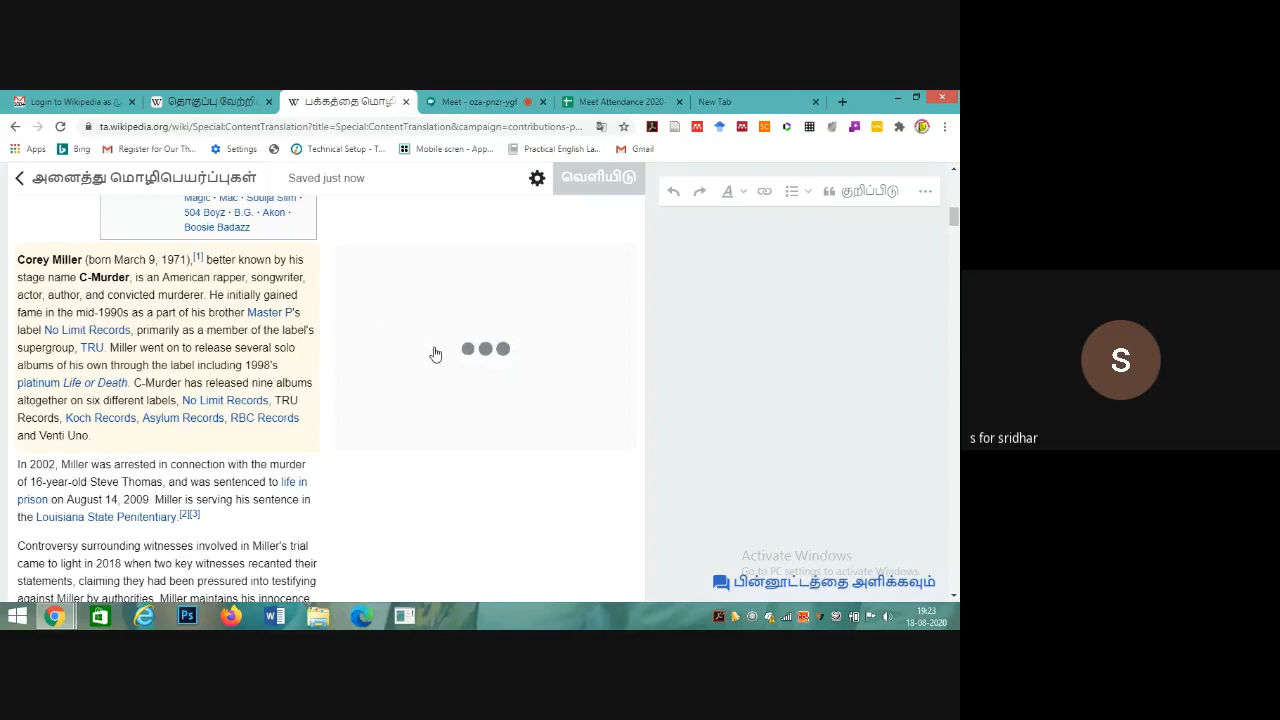 Login to Wikipedia as
தொகுப்பு வேற்றி
பக்கத்தை மொழி
Meet - oza-pnzr-ygf
Meet Attendance 2020
New Tab
ta.wikipedia.org/wiki/Special:ContentTranslation?title=Special:ContentTranslation&campaign=contributions-p...
Apps
Bing
Register for Our Th...
Settings
Technical Setup - T...
Mobile scren - App...
Practical English La...
Gmail
அனைத்து மொழிபெயர்ப்புகள்
Saved just now
வெளியிடு
குறிப்பிடு
Magic · Mac · Soulja Slim ·
504 Boyz · B.G. · Akon ·
Boosie Badazz
Corey Miller (born March 9, 1971),[1] better known by his
stage name C-Murder, is an American rapper, songwriter,
actor, author, and convicted murderer. He initially gained
fame in the mid-1990s as a part of his brother Master P's
label No Limit Records, primarily as a member of the label's
supergroup, TRU. Miller went on to release several solo
albums of his own through the label including 1998's
platinum Life or Death. C-Murder has released nine albums
altogether on six different labels, No Limit Records, TRU
Records, Koch Records, Asylum Records, RBC Records
and Venti Uno.
In 2002, Miller was arrested in connection with the murder
of 16-year-old Steve Thomas, and was sentenced to life in
prison on August 14, 2009. Miller is serving his sentence in
the Louisiana State Penitentiary.[2][3]
Controversy surrounding witnesses involved in Miller's trial
came to light in 2018 when two key witnesses recanted their
statements, claiming they had been pressured into testifying
against Miller by authorities. Miller maintains his innocence
Activate Windows
Go to PC settings to activate Windows.
பின்னூட்டத்தை அளிக்கவும்
19:23
18-08-2020
S
s for sridhar